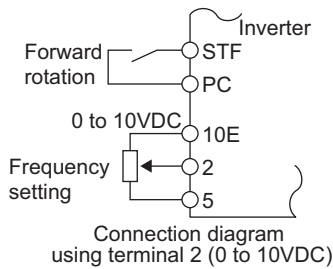 Inverter
Forward
rotation
STF
PC
0 to 10VDC
10E
Frequency
setting
2
5
Connection diagram
using terminal 2 (0 to 10VDC)